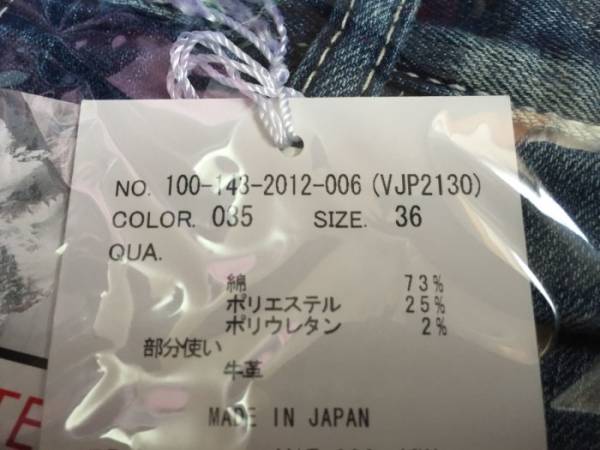 NO. 100-143-2012-006 (VJP2130)
COLOR. 035 SIZE. 36
QUA.
綿 73%
ポリエステル 25%
ポリウレタン 2%
部分使い
牛革
MADE IN JAPAN
TE